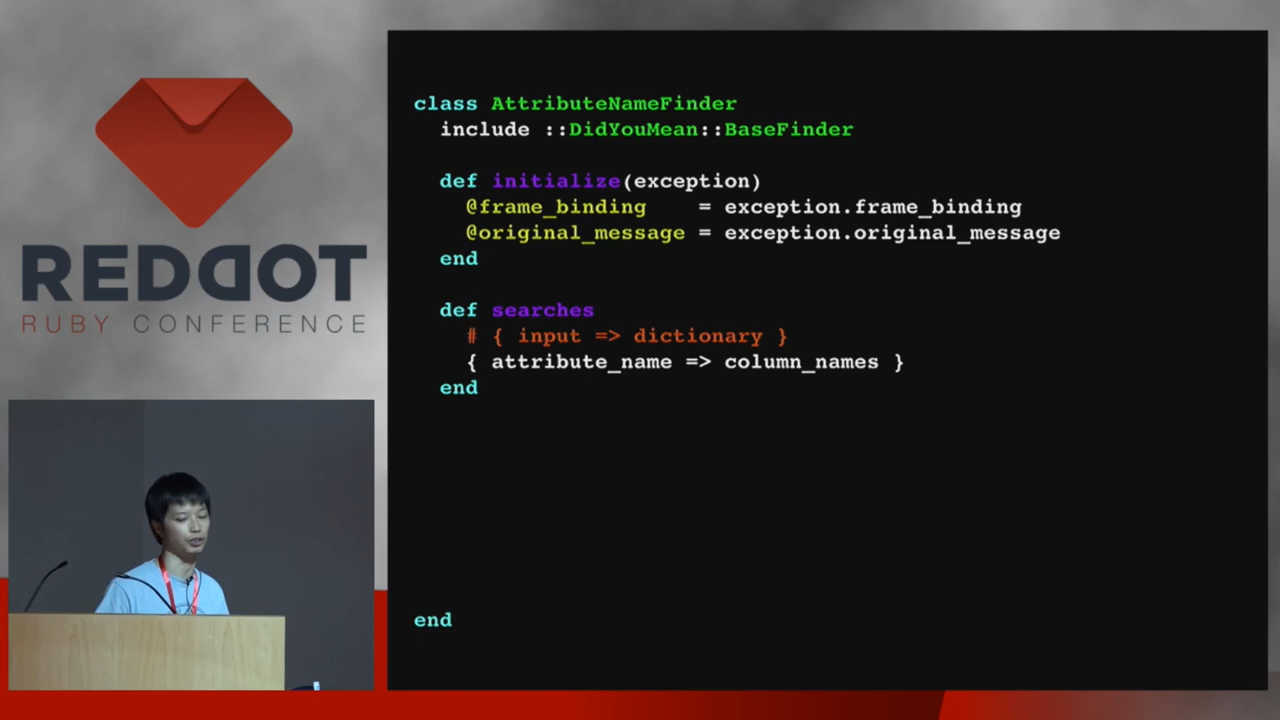 REDDOT
RUBY CONFERENCE
class AttributeNameFinder
include ::DidYouMean::BaseFinder
def initialize(exception)
@frame_binding = exception.frame_binding
@original_message = exception.original_message
end
def searches
# { input => dictionary }
{ attribute_name => column_names }
end
end